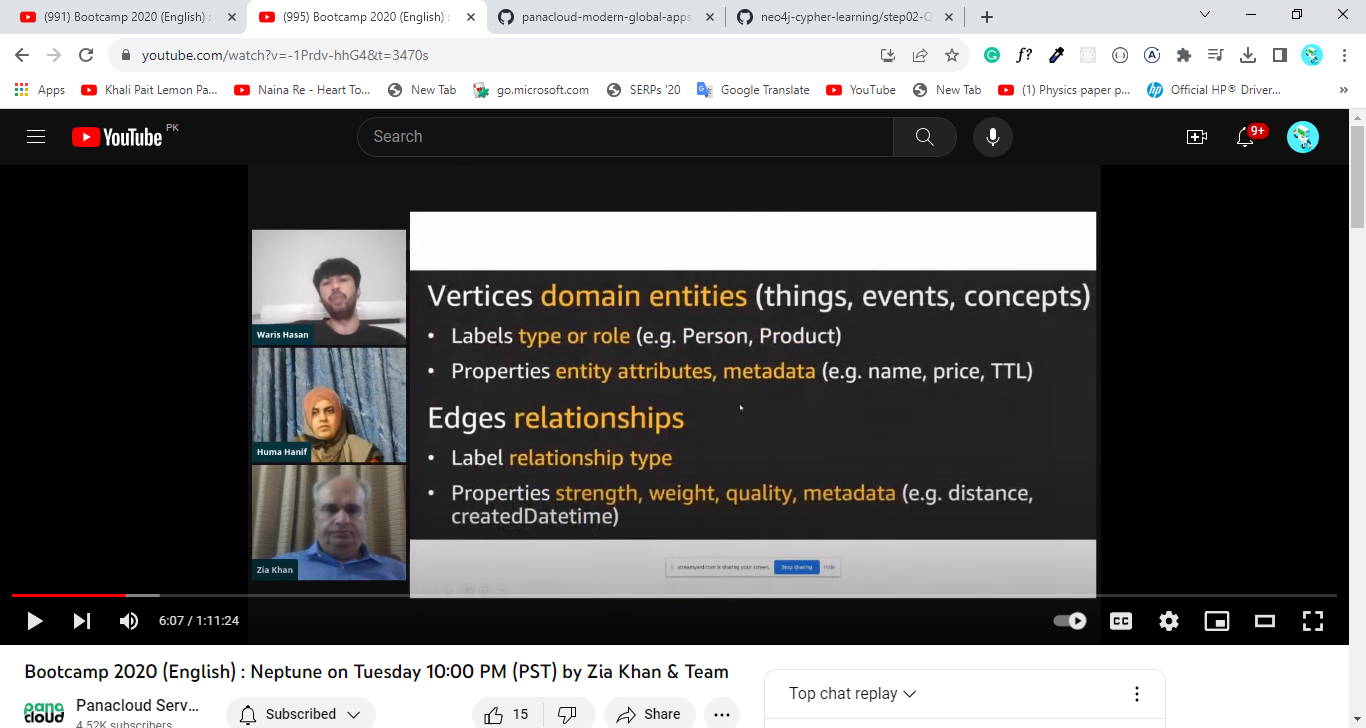 (991) Bootcamp 2020 (English) :
(995) Bootcamp 2020 (English) :
panacloud-modern-global-apps
neo4j-cypher-learning/step02-
youtube.com/watch?v=-1Prdv-hhG4&t=3470s
Apps
Khali Pait Lemon Pa...
Naina Re - Heart To...
New Tab
go.microsoft.com
SERPs '20
Google Translate
YouTube
New Tab
(1) Physics paper p...
Official HP® Driver...
YouTube PK
Search
9+
Vertices domain entities (things, events, concepts)
• Labels type or role (e.g. Person, Product)
• Properties entity attributes, metadata (e.g. name, price, TTL)
Edges relationships
• Label relationship type
• Properties strength, weight, quality, metadata (e.g. distance,
createdDatetime)
Waris Hasan
Huma Hanif
Zia Khan
streamyard.com is sharing your screen.
Stop sharing
Hide
6:07 / 1:11:24
CC
Bootcamp 2020 (English) : Neptune on Tuesday 10:00 PM (PST) by Zia Khan & Team
pana
cloud
Panacloud Serv...
4.52K subscribers
Subscribed
15
Share
Top chat replay